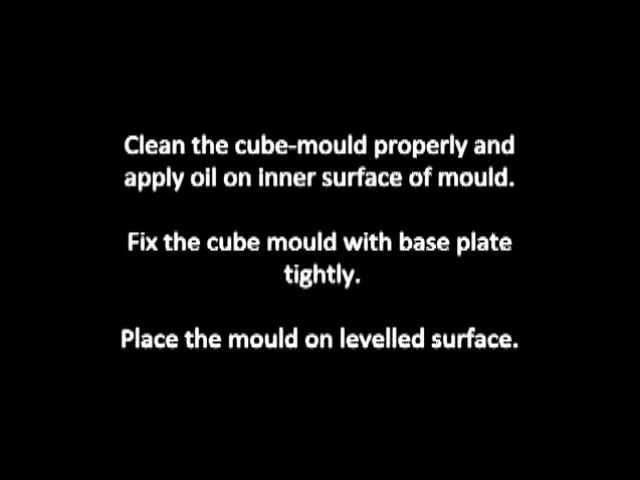 Clean the cube-mould properly and
apply oil on inner surface of mould.
Fix the cube mould with base plate
tightly.
Place the mould on levelled surface.